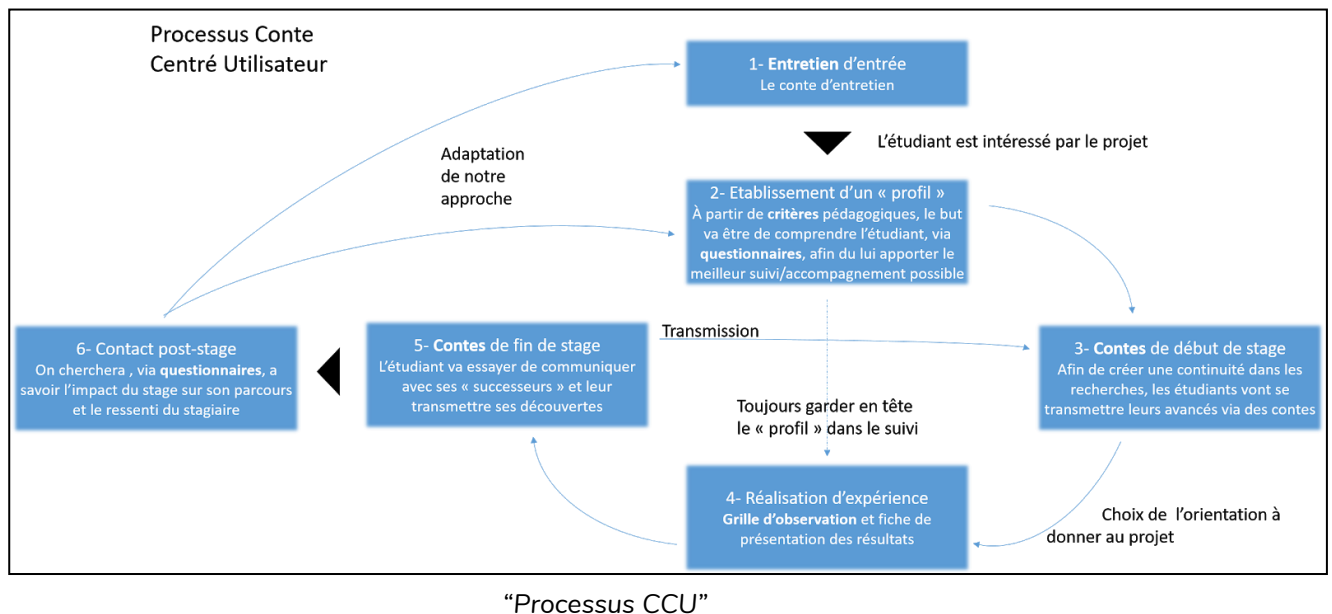 Processus Conte
Centré Utilisateur
1- Entretien d’entrée
Le conte d’entretien
L’étudiant est intéressé par le projet
Adaptation
de notre
approche
2- Etablissement d’un « profil »
À partir de critères pédagogiques, le but
va être de comprendre l’étudiant, via
questionnaires, afin du lui apporter le
meilleur suivi/accompagnement possible
6- Contact post-stage
On cherchera , via questionnaires, a
savoir l’impact du stage sur son parcours
et le ressenti du stagiaire
5- Contes de fin de stage
L’étudiant va essayer de communiquer
avec ses « successeurs » et leur
transmettre ses découvertes
Transmission
3- Contes de début de stage
Afin de créer une continuité dans les
recherches, les étudiants vont se
transmettre leurs avancés via des contes
Toujours garder en tête
le « profil » dans le suivi
4- Réalisation d’expérience
Grille d’observation et fiche de
présentation des résultats
Choix de l’orientation à
donner au projet
“Processus CCU”